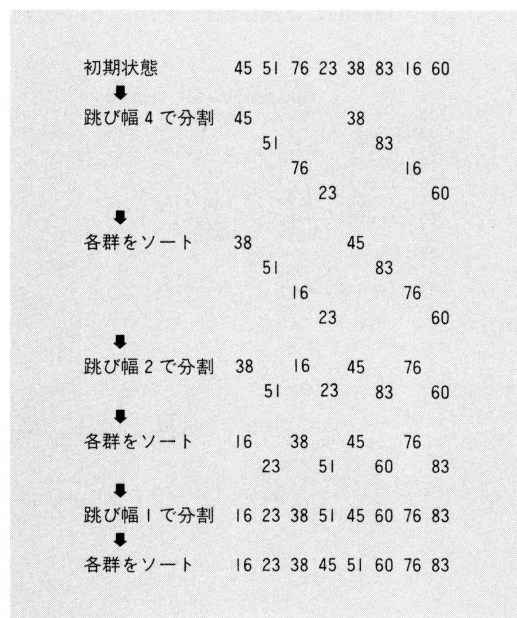 初期状態 45 51 76 23 38 83 16 60
跳び幅4で分割 45 38
51 83
76 16
23 60
各群をソート 38 45
51 83
16 76
23 60
跳び幅2で分割 38 16 45 76
51 23 83 60
各群をソート 16 38 45 76
23 51 60 83
跳び幅1で分割 16 23 38 51 45 60 76 83
各群をソート 16 23 38 45 51 60 76 83